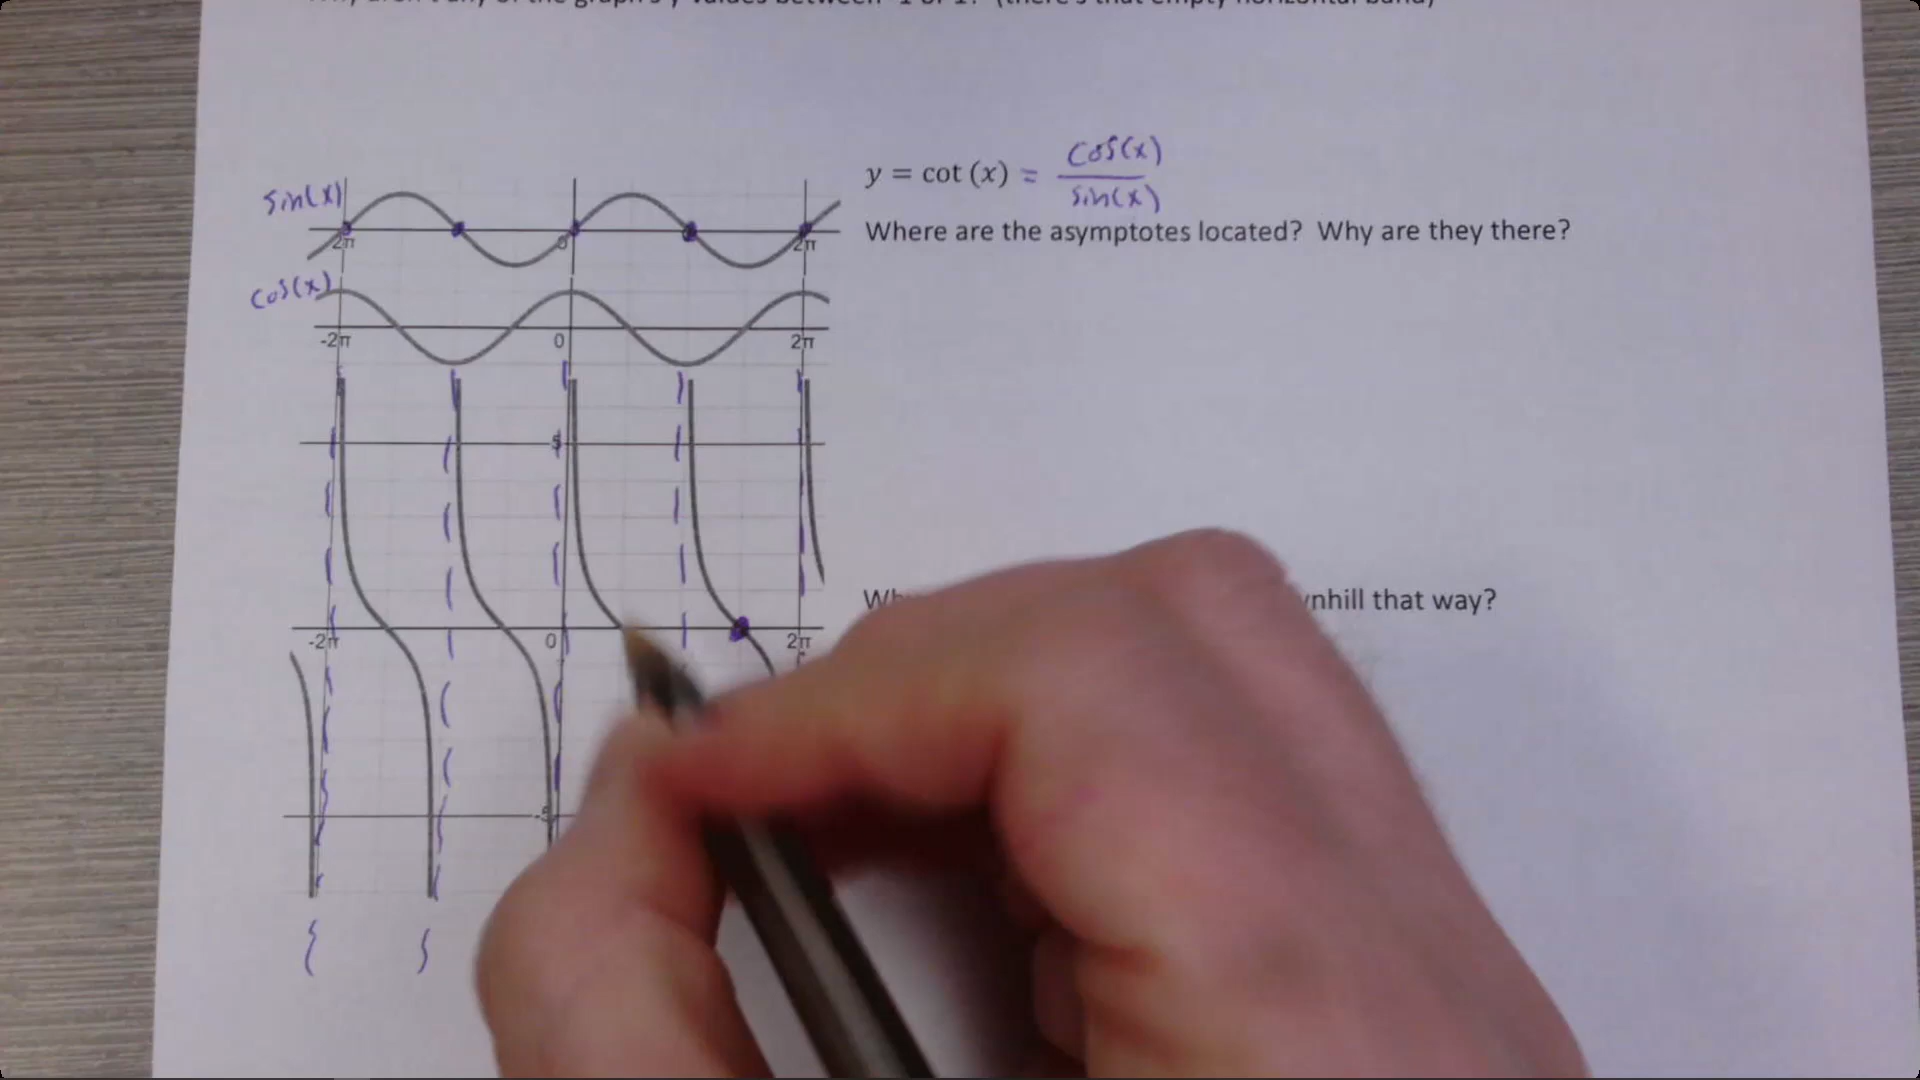 y = cot (x) = cos(x)
sin(x)
Where are the asymptotes located? Why are they there?
sin(x)
2π
0
2π
cos(x)
-2π
0
2π
5
-2π
0
2π
-5
that way?